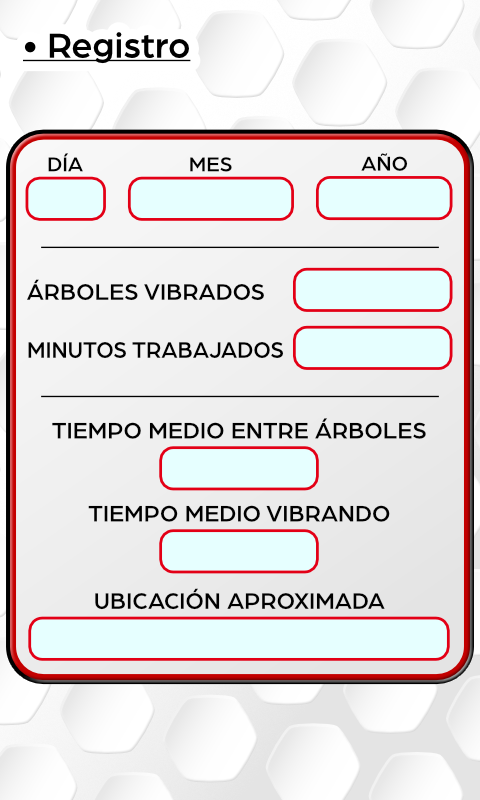 • Registro
DÍA MES AÑO
ÁRBOLES VIBRADOS
MINUTOS TRABAJADOS
TIEMPO MEDIO ENTRE ÁRBOLES
TIEMPO MEDIO VIBRANDO
UBICACIÓN APROXIMADA